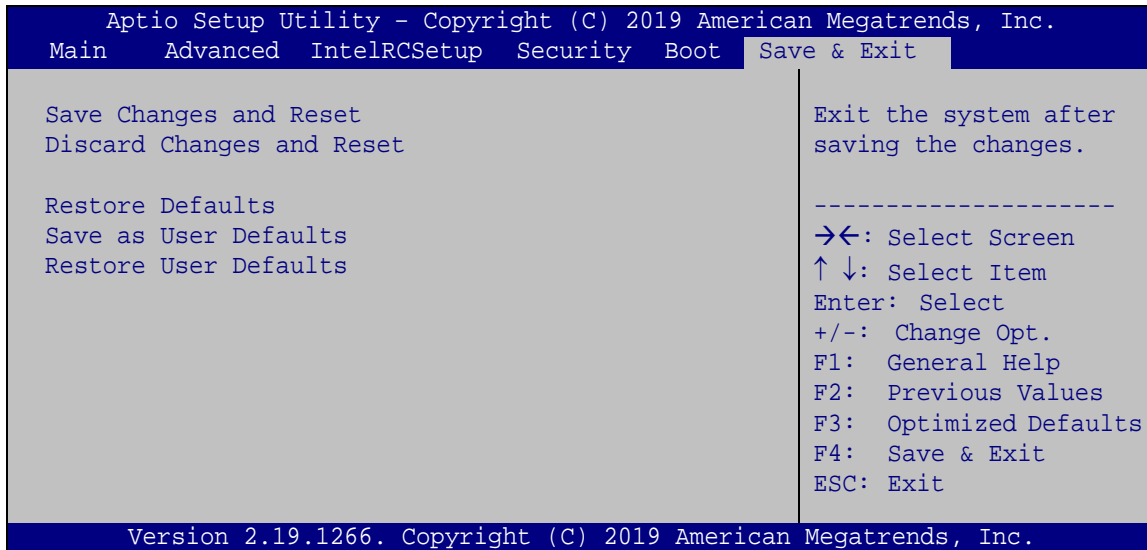 Aptio Setup Utility – Copyright (C) 2019 American Megatrends, Inc.
Main Advanced IntelRCSetup Security Boot Save & Exit
Save Changes and Reset
Discard Changes and Reset
Restore Defaults
Save as User Defaults
Restore User Defaults
Exit the system after
saving the changes.
---------------------
→←: Select Screen
↑ ↓: Select Item
Enter: Select
+/-: Change Opt.
F1: General Help
F2: Previous Values
F3: Optimized Defaults
F4: Save & Exit
ESC: Exit
Version 2.19.1266. Copyright (C) 2019 American Megatrends, Inc.